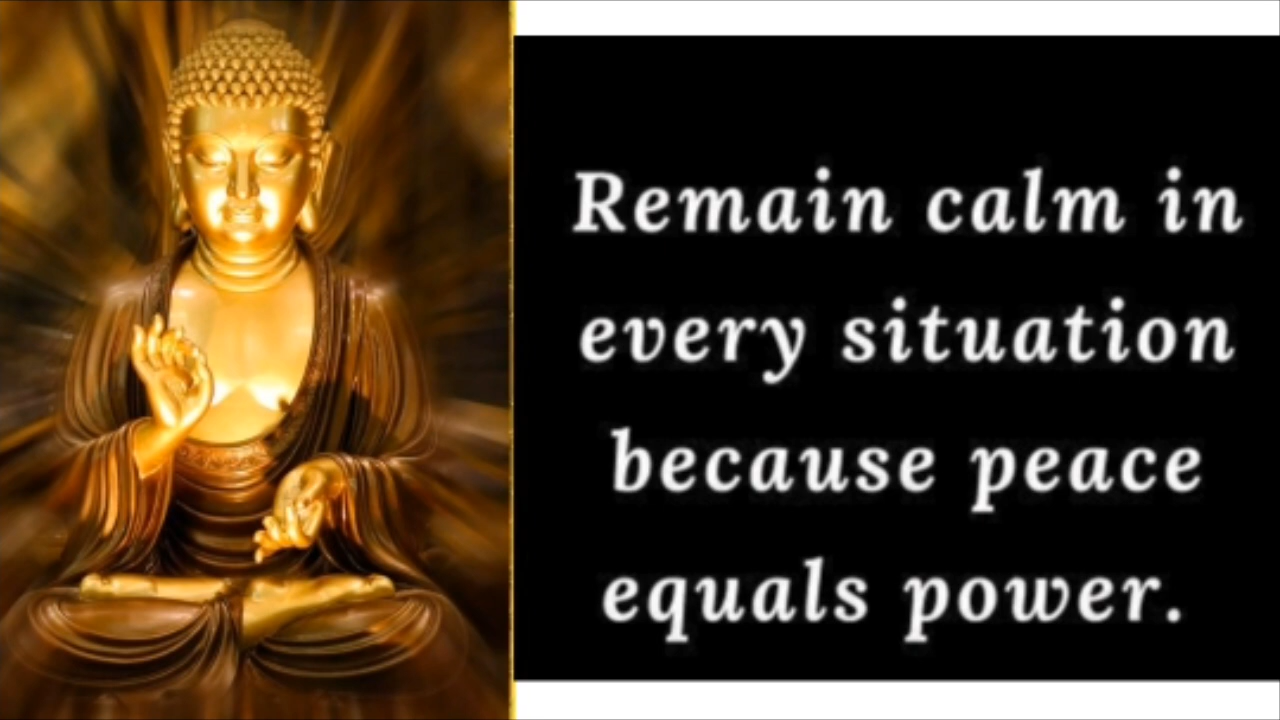 Remain calm in
every situation
because peace
equals power.